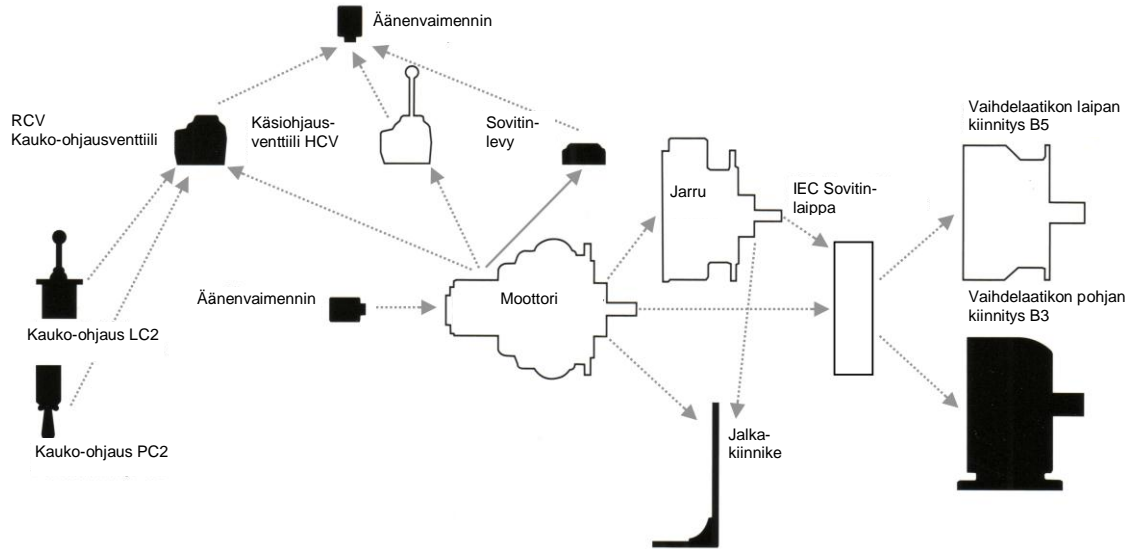 Äänenvaimennin
RCV
Kauko-ohjausventtiili
Käsiohjaus-
venttiili HCV
Sovitin-
levy
Vaihdelaatikon laipan
kiinnitys B5
Jarru
IEC Sovitin-
laippa
Äänenvaimennin
Moottori
Vaihdelaatikon pohjan
kiinnitys B3
Kauko-ohjaus LC2
Kauko-ohjaus PC2
Jalka-
kiinnike